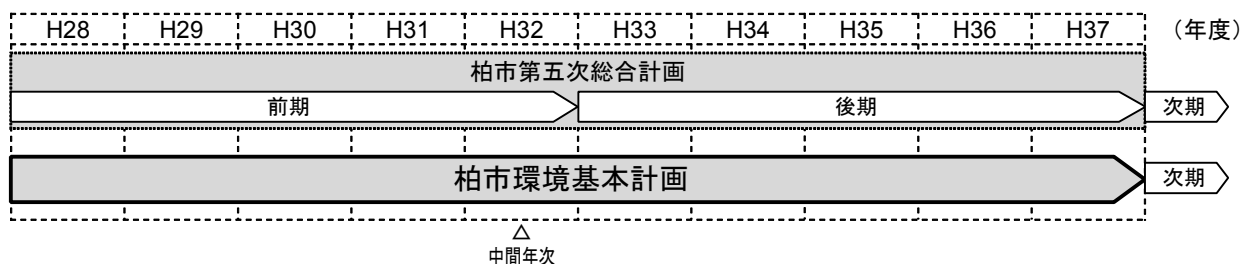 H28 H29 H30 H31 H32 H33 H34 H35 H36 H37 (年度)
柏市第五次総合計画
前期 後期 次期
柏市環境基本計画 次期
△
中間年次